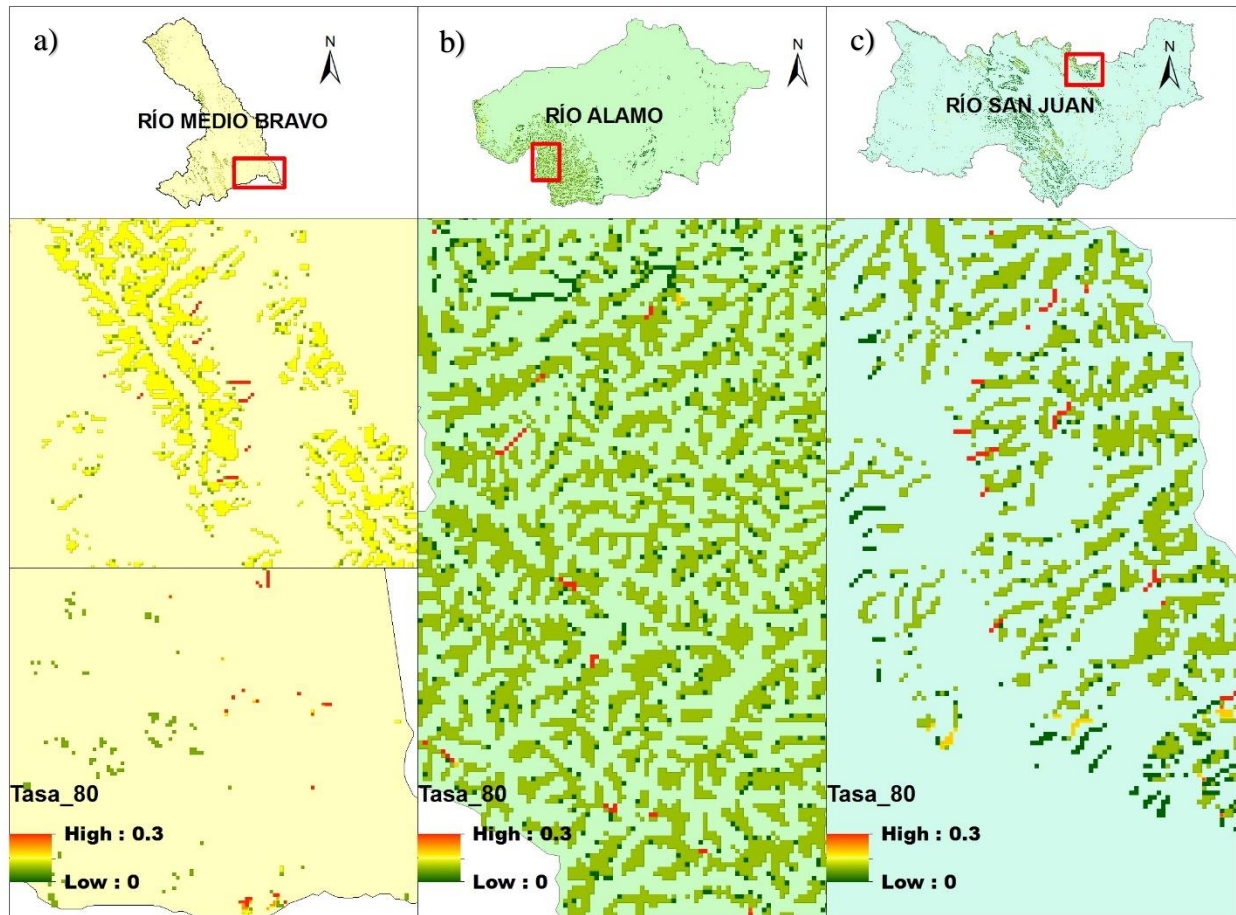 a)
N
RÍO MEDIO BRAVO
b)
N
RÍO ALAMO
c)
N
RÍO SAN JUAN
Tasa_80
High : 0.3
Low : 0
Tasa_80
High : 0.3
Low : 0
Tasa_80
High : 0.3
Low : 0